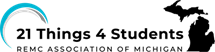 21 Things 4 Students
REMC ASSOCIATION OF MICHIGAN